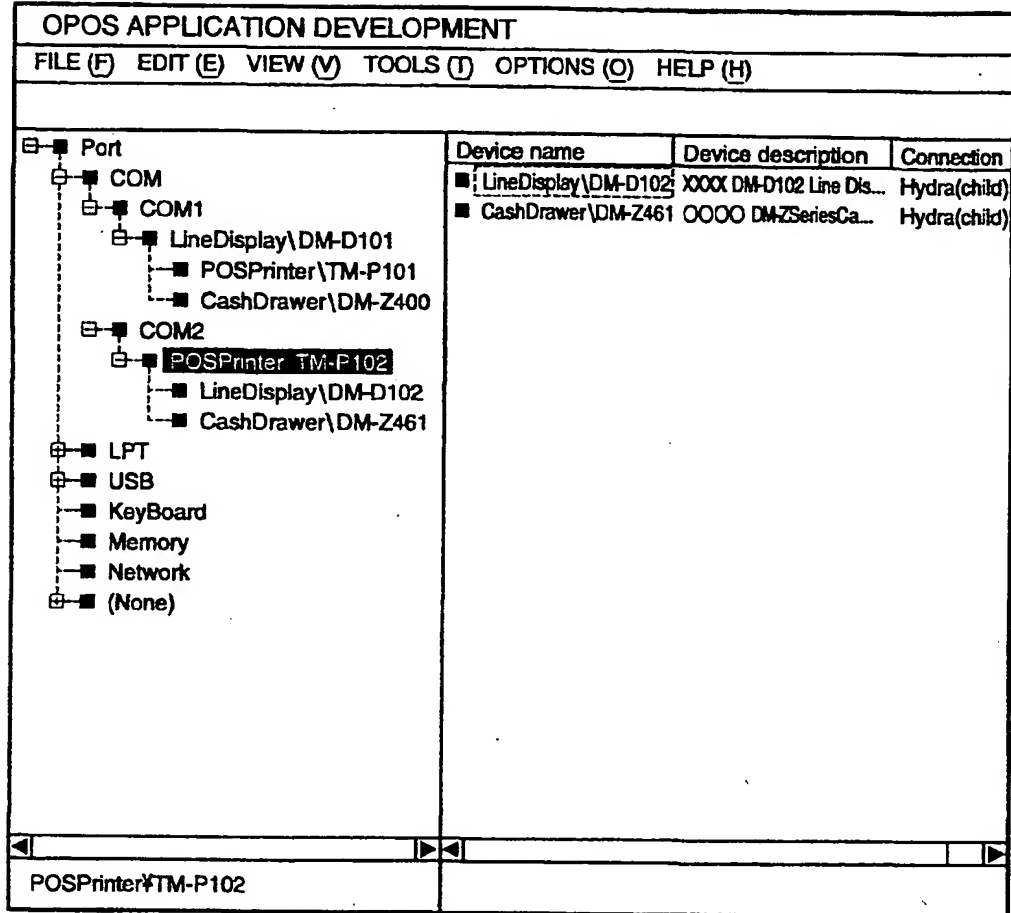 OPOS APPLICATION DEVELOPMENT
FILE (F) EDIT (E) VIEW (V) TOOLS (T) OPTIONS (O) HELP (H)
Port
COM
COM1
LineDisplay\DM-D101
POSPrinter\TM-P101
CashDrawer\DM-Z400
COM2
POSPrinter TM-P102
LineDisplay\DM-D102
CashDrawer\DM-Z461
LPT
USB
KeyBoard
Memory
Network
(None)
Device name Device description Connection
LineDisplay\DM-D102 XXXX DM-D102 Line Dis... Hydra(child)
CashDrawer\DM-Z461 OOOO DM-ZSeriesCa... Hydra(child)
POSPrinter¥TM-P102